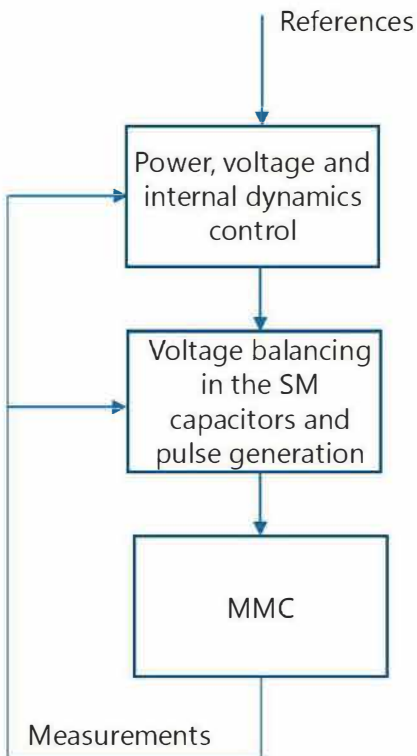 References
Power, voltage and
internal dynamics
control
Voltage balancing
in the SM
capacitors and
pulse generation
MMC
Measurements